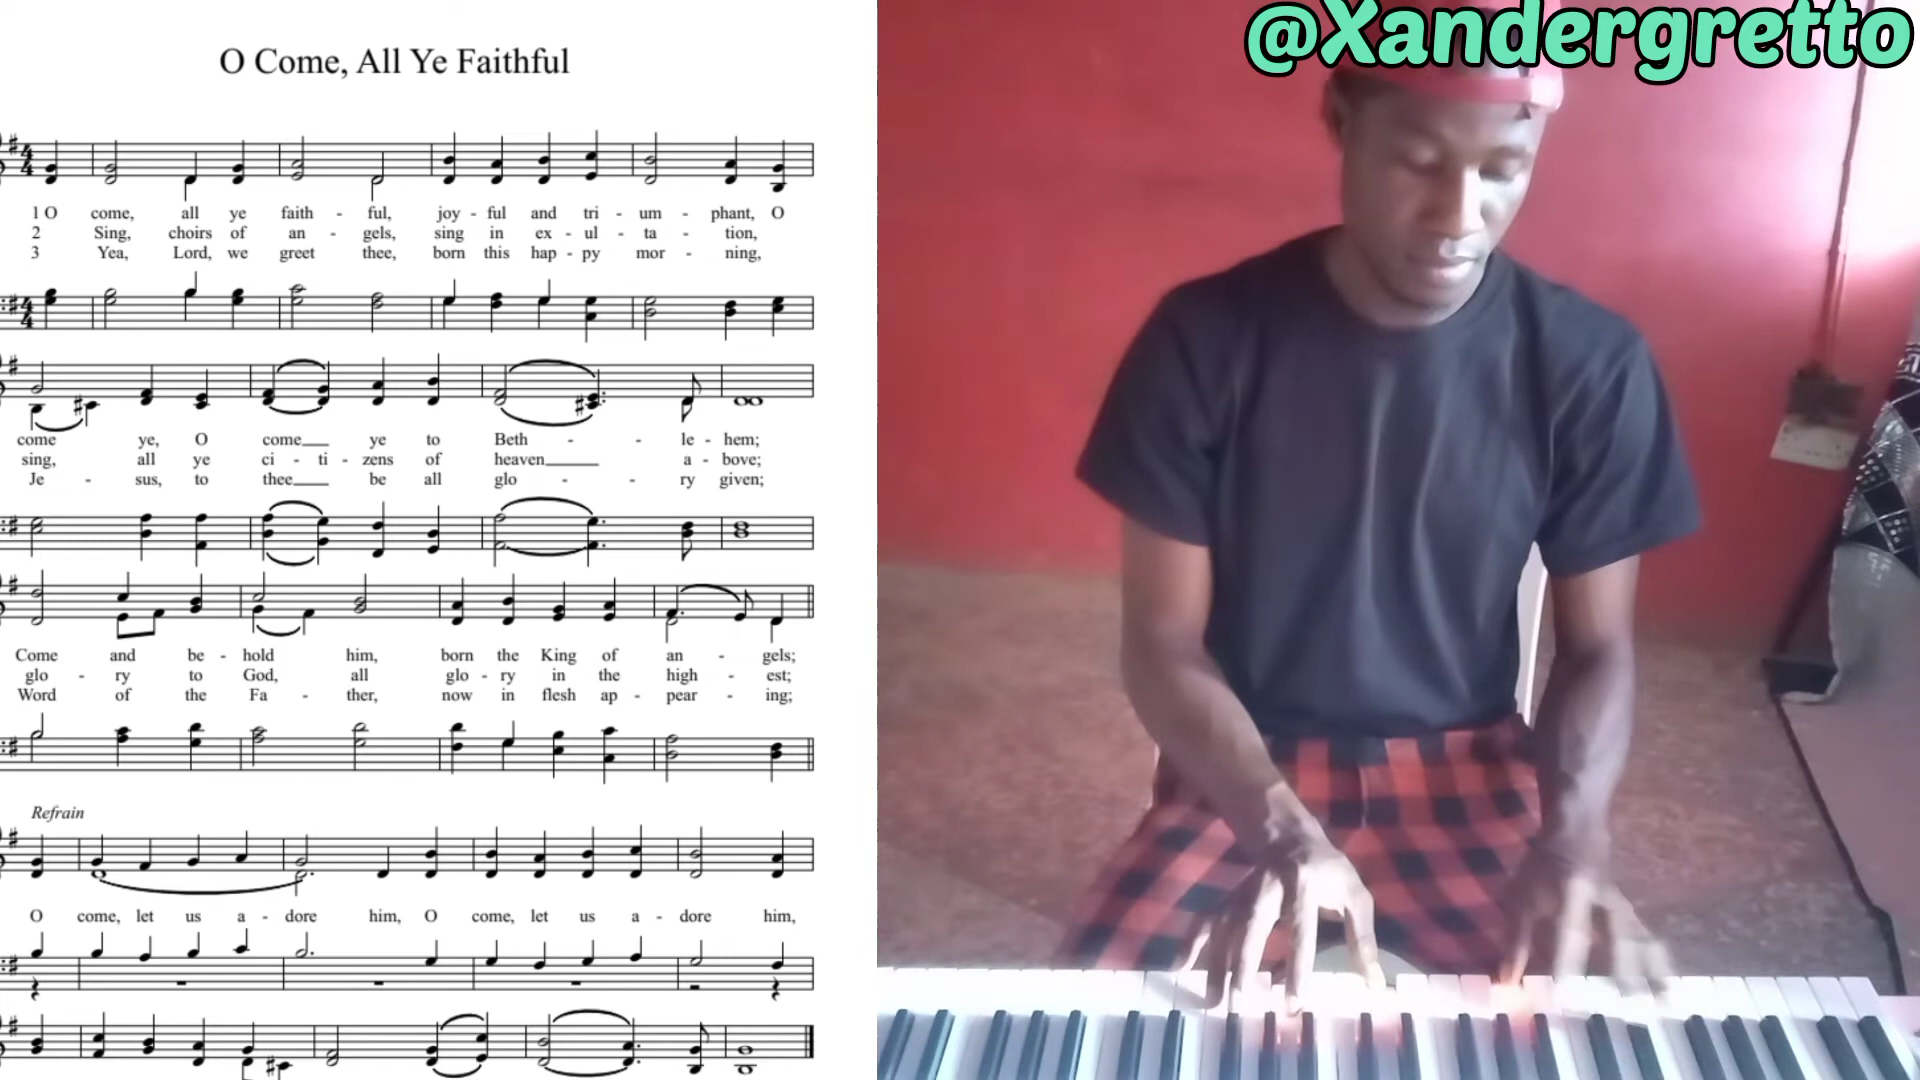 O Come, All Ye Faithful
@Xandergretto
4
4
1 O come, all ye faith - ful, joy - ful and tri - um - phant, O
2 Sing, choirs of an - gels, sing in ex - ul - ta - tion,
3 Yea, Lord, we greet thee, born this hap - py mor - ning,
4
4
come ye, O come ye to Beth - - le - hem;
sing, all ye ci - ti - zens of heaven a - bove;
Je - sus, to thee be all glo - - ry given;
Come and be - hold him, born the King of an - gels;
glo - ry to God, all glo - ry in the high - est;
Word of the Fa - ther, now in flesh ap - pear - ing;
Refrain
O come, let us a - dore him, O come, let us a - dore him,